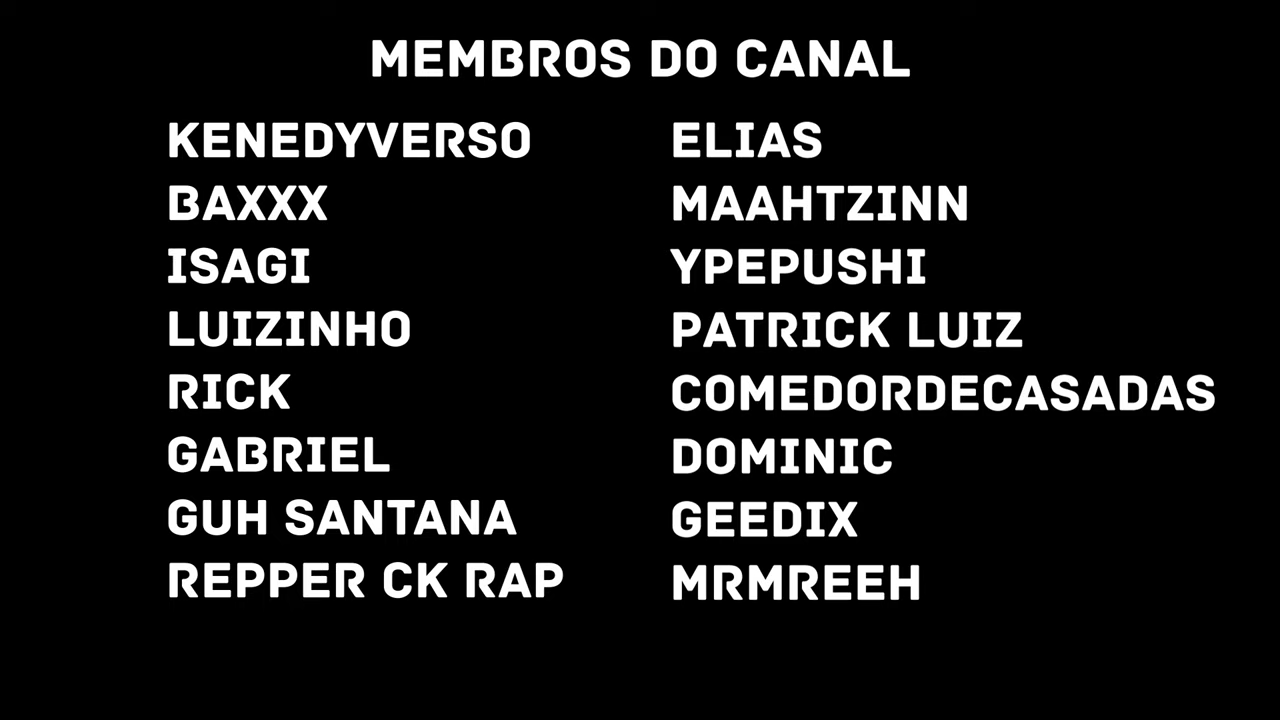 MEMBROS DO CANAL
KENEDYVERSO
BAXXX
ISAGI
LUIZINHO
RICK
GABRIEL
GUH SANTANA
REPPER CK RAP
ELIAS
MAAHTZINN
YPEPUSHI
PATRICK LUIZ
COMEDORDECASADAS
DOMINIC
GEEDIX
MRMREEH